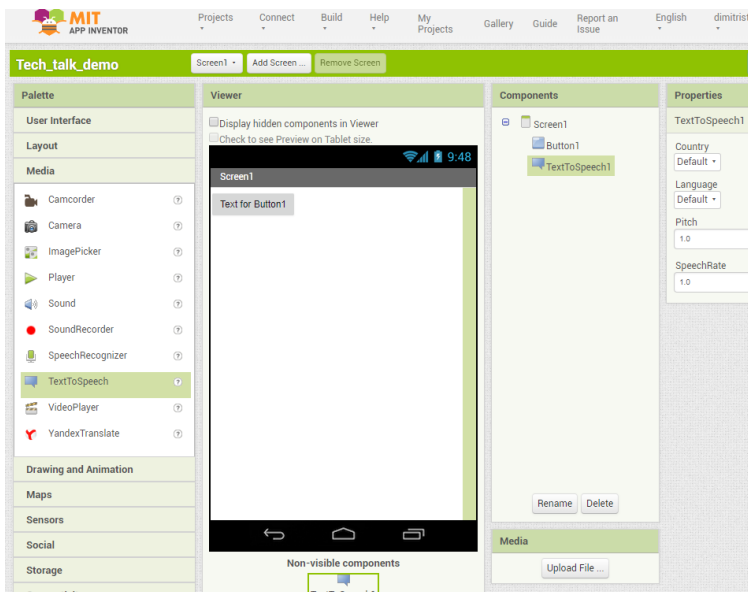 MIT
APP INVENTOR
Projects
Connect
Build
Help
My Projects
Gallery
Guide
Report an Issue
English
Tech_talk_demo
Screen1
Add Screen ...
Remove Screen
Palette
User Interface
Layout
Media
Camcorder
Camera
ImagePicker
Player
Sound
SoundRecorder
SpeechRecognizer
TextToSpeech
VideoPlayer
YandexTranslate
Drawing and Animation
Maps
Sensors
Social
Storage
Viewer
Display hidden components in Viewer
Check to see Preview on Tablet size.
9:48
Screen1
Text for Button1
Non-visible components
Components
Screen1
Button1
TextToSpeech1
Rename
Delete
Media
Upload File ...
Properties
TextToSpeech1
Country
Default
Language
Default
Pitch
1.0
SpeechRate
1.0